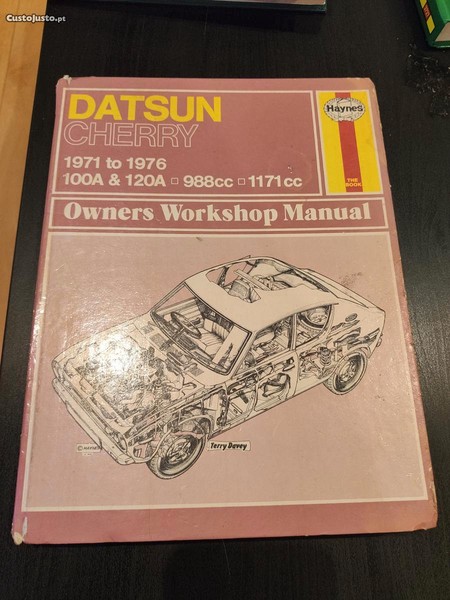 CustoJusto.pt
DATSUN
CHERRY
1971 to 1976
100A & 120A ▫ 988cc ▫ 1171cc
Haynes
THE
BOOK
Owners Workshop Manual
© HAYNES
Terry Davey